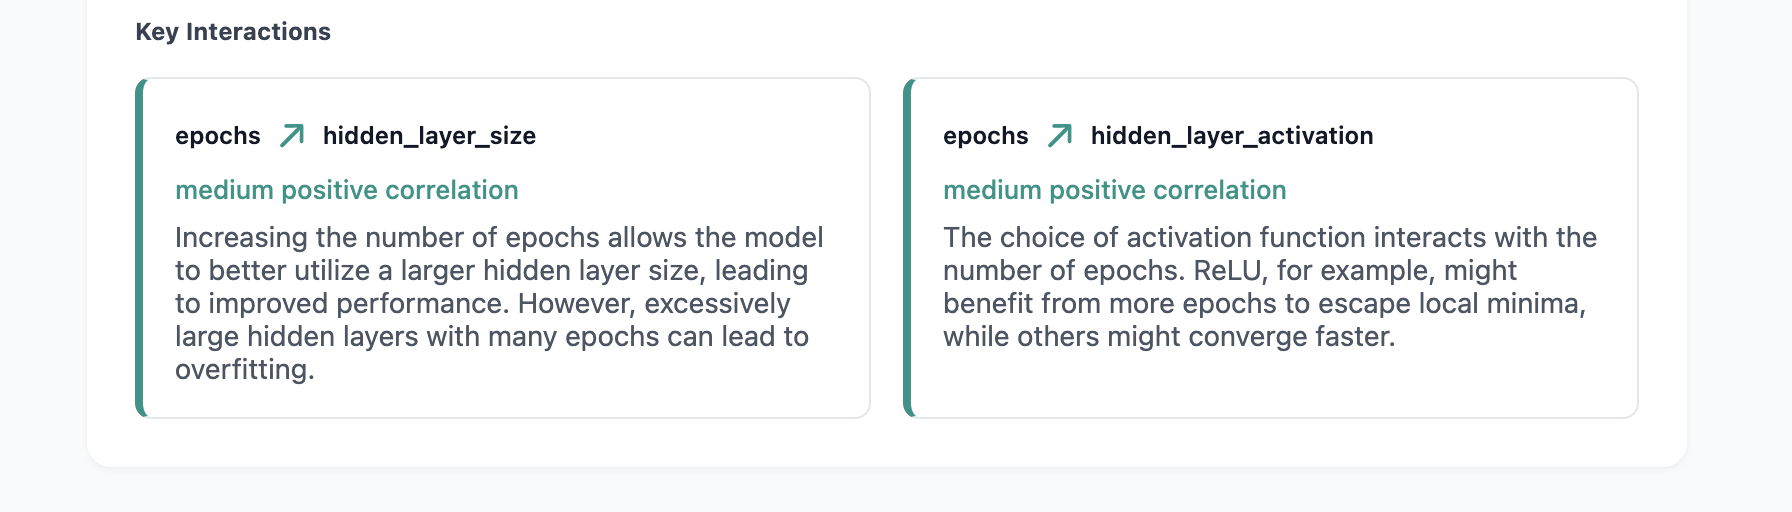 Key Interactions
epochs hidden_layer_size
medium positive correlation
Increasing the number of epochs allows the model
to better utilize a larger hidden layer size, leading
to improved performance. However, excessively
large hidden layers with many epochs can lead to
overfitting.
epochs hidden_layer_activation
medium positive correlation
The choice of activation function interacts with the
number of epochs. ReLU, for example, might
benefit from more epochs to escape local minima,
while others might converge faster.